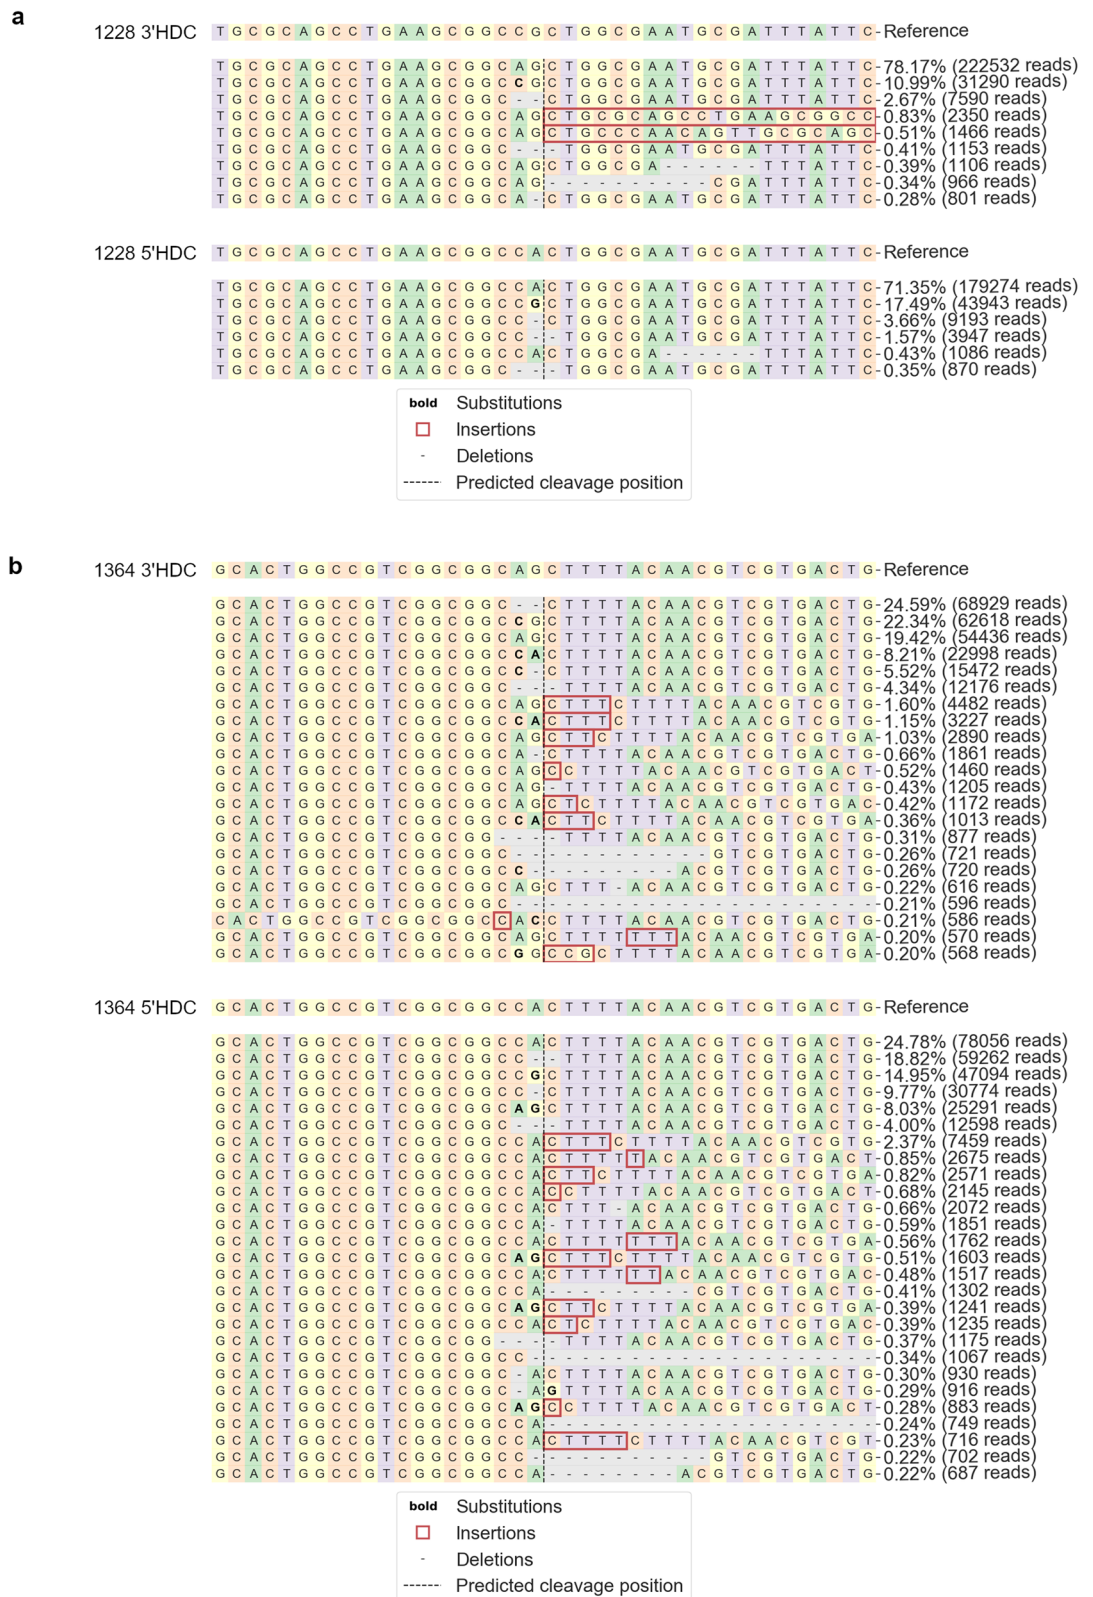 a
1228 3'HDC T G C G C A G C C T G A A G C G G C C G C T G G C G A A T G C G A T T T A T T C - Reference
T G C G C A G C C T G A A G C G G C A G C T G G C G A A T G C G A T T T A T T C - 78.17% (222532 reads)
T G C G C A G C C T G A A G C G G C C G C T G G C G A A T G C G A T T T A T T C - 10.99% (31290 reads)
T G C G C A G C C T G A A G C G G C - - C T G G C G A A T G C G A T T T A T T C - 2.67% (7590 reads)
T G C G C A G C C T G A A G C G G C A G C T G C G C A G C C T G A A G C G G C C - 0.83% (2350 reads)
T G C G C A G C C T G A A G C G G C A G C T G C C C A A C A G T T G C G C A G C - 0.51% (1466 reads)
T G C G C A G C C T G A A G C G G C - - - T G G C G A A T G C G A T T T A T T C - 0.41% (1153 reads)
T G C G C A G C C T G A A G C G G C A G C T G G C G A - - - - - - T T T A T T C - 0.39% (1106 reads)
T G C G C A G C C T G A A G C G G C A G - - - - - - - - - - C G A T T T A T T C - 0.34% (966 reads)
T G C G C A G C C T G A A G C G G C A - C T G G C G A A T G C G A T T T A T T C - 0.28% (801 reads)
1228 5'HDC T G C G C A G C C T G A A G C G G C C A C T G G C G A A T G C G A T T T A T T C - Reference
T G C G C A G C C T G A A G C G G C C A C T G G C G A A T G C G A T T T A T T C - 71.35% (179274 reads)
T G C G C A G C C T G A A G C G G C C G C T G G C G A A T G C G A T T T A T T C - 17.49% (43943 reads)
T G C G C A G C C T G A A G C G G C C - C T G G C G A A T G C G A T T T A T T C - 3.66% (9193 reads)
T G C G C A G C C T G A A G C G G C C - - T G G C G A A T G C G A T T T A T T C - 1.57% (3947 reads)
T G C G C A G C C T G A A G C G G C C A C T G G C G A - - - - - - T T T A T T C - 0.43% (1086 reads)
T G C G C A G C C T G A A G C G G C - - - T G G C G A A T G C G A T T T A T T C - 0.35% (870 reads)
bold Substitutions
Insertions
- Deletions
------ Predicted cleavage position
b
1364 3'HDC G C A C T G G C C G T C G G C G G C A G C T T T T A C A A C G T C G T G A C T G - Reference
G C A C T G G C C G T C G G C G G C - - C T T T T A C A A C G T C G T G A C T G - 24.59% (68929 reads)
G C A C T G G C C G T C G G C G G C C G C T T T T A C A A C G T C G T G A C T G - 22.34% (62618 reads)
G C A C T G G C C G T C G G C G G C A G C T T T T A C A A C G T C G T G A C T G - 19.42% (54436 reads)
G C A C T G G C C G T C G G C G G C C A C T T T T A C A A C G T C G T G A C T G - 8.21% (22998 reads)
G C A C T G G C C G T C G G C G G C C - C T T T T A C A A C G T C G T G A C T G - 5.52% (15472 reads)
G C A C T G G C C G T C G G C G G C - - - T T T T A C A A C G T C G T G A C T G - 4.34% (12176 reads)
G C A C T G G C C G T C G G C G G C A G C T T T C T T T T A C A A C G T C G T G - 1.60% (4482 reads)
G C A C T G G C C G T C G G C G G C C A C T T T C T T T T A C A A C G T C G T G - 1.15% (3227 reads)
G C A C T G G C C G T C G G C G G C A G C T T C T T T T A C A A C G T C G T G A - 1.03% (2890 reads)
G C A C T G G C C G T C G G C G G C A - C T T T T A C A A C G T C G T G A C T G - 0.66% (1861 reads)
G C A C T G G C C G T C G G C G G C A G C C T T T T A C A A C G T C G T G A C T - 0.52% (1460 reads)
G C A C T G G C C G T C G G C G G C A G - T T T T A C A A C G T C G T G A C T G - 0.43% (1205 reads)
G C A C T G G C C G T C G G C G G C A G C T C T T T T A C A A C G T C G T G A C - 0.42% (1172 reads)
G C A C T G G C C G T C G G C G G C C A C T T C T T T T A C A A C G T C G T G A - 0.36% (1013 reads)
G C A C T G G C C G T C G G C G G - - - - T T T T A C A A C G T C G T G A C T G - 0.31% (877 reads)
G C A C T G G C C G T C G G C G G C - - - - - - - - - - - - G T C G T G A C T G - 0.26% (721 reads)
G C A C T G G C C G T C G G C G G C C - - - - - - - - - A C G T C G T G A C T G - 0.26% (720 reads)
G C A C T G G C C G T C G G C G G C A G C T T T - A C A A C G T C G T G A C T G - 0.22% (616 reads)
G C A C T G G C C G T C G G C G G C - - - - - - - - - - - - - - - - - - - - - - - 0.21% (596 reads)
C A C T G G C C G T C G G C G G C C A C C T T T T A C A A C G T C G T G A C T G - 0.21% (586 reads)
G C A C T G G C C G T C G G C G G C A G C T T T T T T T A C A A C G T C G T G A - 0.20% (570 reads)
G C A C T G G C C G T C G G C G G C G G C C G C T T T T A C A A C G T C G T G A - 0.20% (568 reads)
1364 5'HDC G C A C T G G C C G T C G G C G G C C A C T T T T A C A A C G T C G T G A C T G - Reference
G C A C T G G C C G T C G G C G G C C A C T T T T A C A A C G T C G T G A C T G - 24.78% (78056 reads)
G C A C T G G C C G T C G G C G G C C - - T T T T A C A A C G T C G T G A C T G - 18.82% (59262 reads)
G C A C T G G C C G T C G G C G G C C G C T T T T A C A A C G T C G T G A C T G - 14.95% (47094 reads)
G C A C T G G C C G T C G G C G G C C - C T T T T A C A A C G T C G T G A C T G - 9.77% (30774 reads)
G C A C T G G C C G T C G G C G G C A G C T T T T A C A A C G T C G T G A C T G - 8.03% (25291 reads)
G C A C T G G C C G T C G G C G G C - - - T T T T A C A A C G T C G T G A C T G - 4.00% (12598 reads)
G C A C T G G C C G T C G G C G G C C A C T T T C T T T T A C A A C G T C G T G - 2.37% (7459 reads)
G C A C T G G C C G T C G G C G G C C A C T T T T T A C A A C G T C G T G A C T - 0.85% (2675 reads)
G C A C T G G C C G T C G G C G G C C A C T T C T T T T A C A A C G T C G T G A - 0.82% (2571 reads)
G C A C T G G C C G T C G G C G G C C A C C T T T T A C A A C G T C G T G A C T - 0.68% (2145 reads)
G C A C T G G C C G T C G G C G G C C A C T T T - A C A A C G T C G T G A C T G - 0.66% (2072 reads)
G C A C T G G C C G T C G G C G G C C A - T T T T A C A A C G T C G T G A C T G - 0.59% (1851 reads)
G C A C T G G C C G T C G G C G G C C A C T T T T T T T A C A A C G T C G T G A - 0.56% (1762 reads)
G C A C T G G C C G T C G G C G G C A G C T T T C T T T T A C A A C G T C G T G - 0.51% (1603 reads)
G C A C T G G C C G T C G G C G G C C A C T T T T T T A C A A C G T C G T G A C - 0.48% (1517 reads)
G C A C T G G C C G T C G G C G G C C A - - - - - - - - - C G T C G T G A C T G - 0.41% (1302 reads)
G C A C T G G C C G T C G G C G G C A G C T T C T T T T A C A A C G T C G T G A - 0.39% (1241 reads)
G C A C T G G C C G T C G G C G G C C A C T C T T T T A C A A C G T C G T G A C - 0.39% (1235 reads)
G C A C T G G C C G T C G G C G G - - - - T T T T A C A A C G T C G T G A C T G - 0.37% (1175 reads)
G C A C T G G C C G T C G G C G G C C - - - - - - - - - - - - - - - - - - - - - - 0.34% (1067 reads)
G C A C T G G C C G T C G G C G G C - A C T T T T A C A A C G T C G T G A C T G - 0.30% (930 reads)
G C A C T G G C C G T C G G C G G C - A G T T T T A C A A C G T C G T G A C T G - 0.29% (916 reads)
G C A C T G G C C G T C G G C G G C A G C C T T T T A C A A C G T C G T G A C T - 0.28% (883 reads)
G C A C T G G C C G T C G G C G G C C A - - - - - - - - - - - - - - - - - - - - - 0.24% (749 reads)
G C A C T G G C C G T C G G C G G C C A C T T T T C T T T T A C A A C G T C G T - 0.23% (716 reads)
G C A C T G G C C G T C G G C G G C C - - - - - - - - - - - G T C G T G A C T G - 0.22% (702 reads)
G C A C T G G C C G T C G G C G G C C A - - - - - - - - A C G T C G T G A C T G - 0.22% (687 reads)
bold Substitutions
Insertions
- Deletions
------ Predicted cleavage position